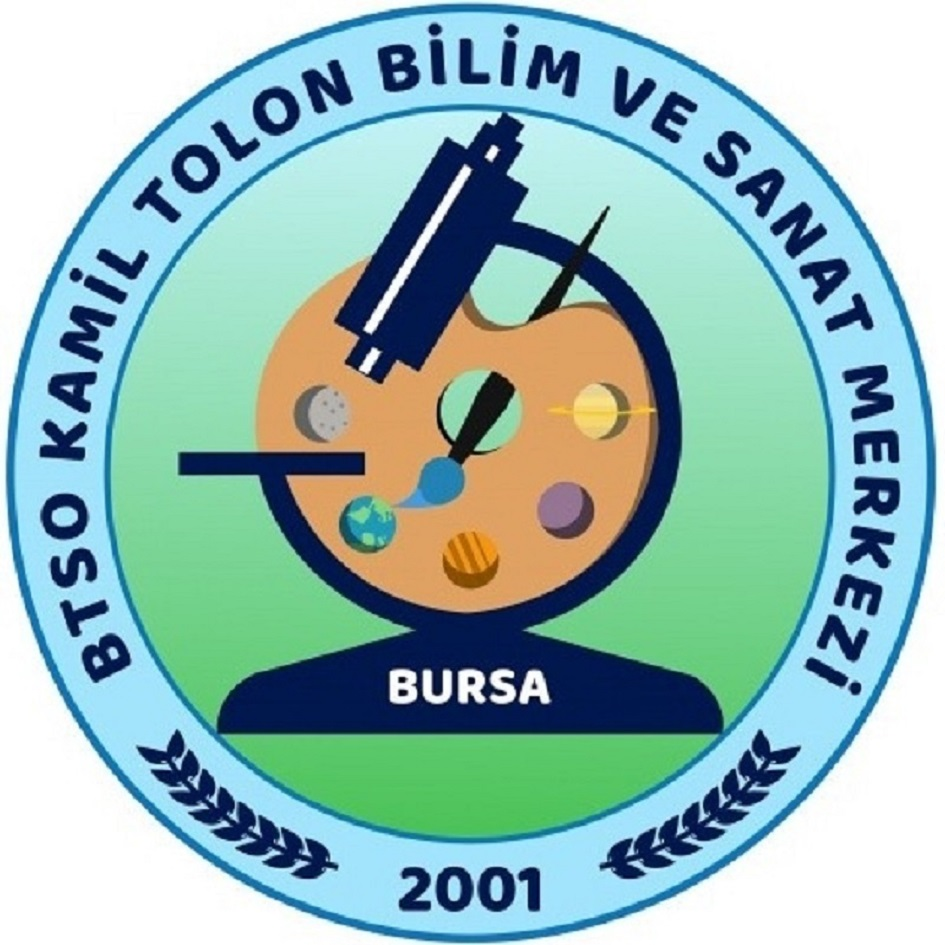 BTSO KAMİL TOLON BİLİM VE SANAT MERKEZİ
BURSA
2001